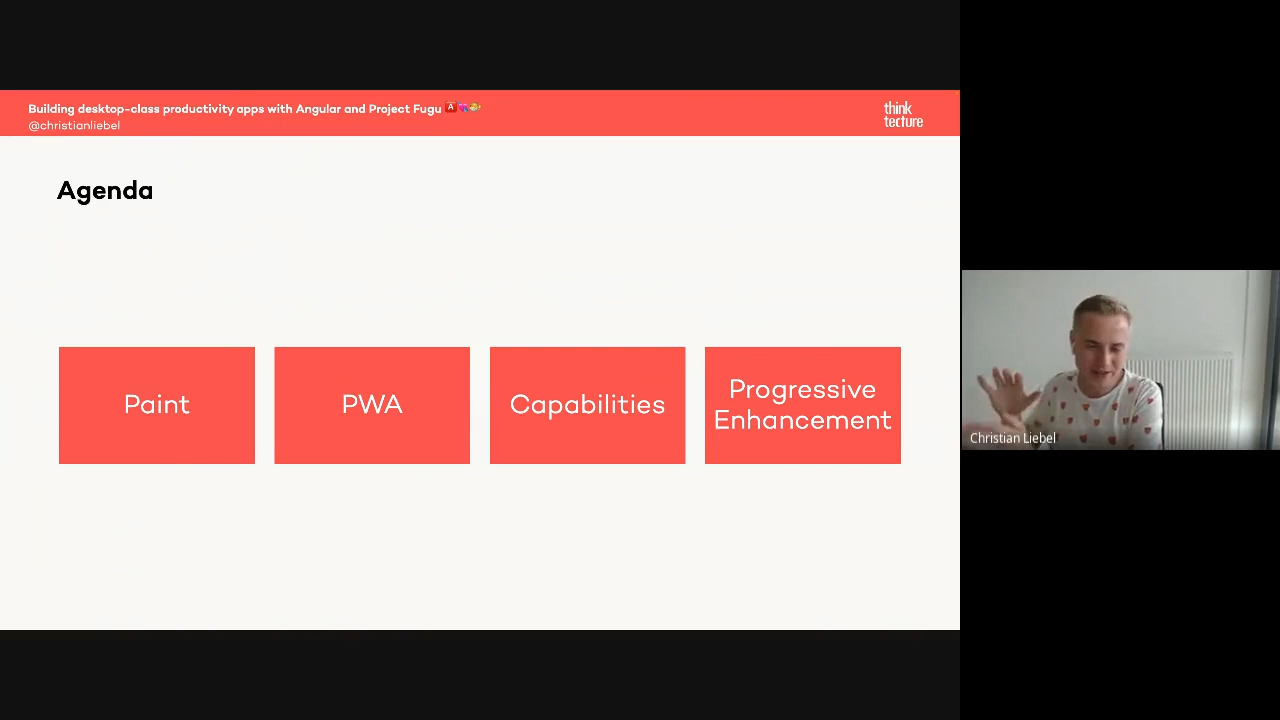 Building desktop-class productivity apps with Angular and Project Fugu
@christianliebel
think
tecture
Agenda
Paint
PWA
Capabilities
Progressive
Enhancement
Christian Liebel